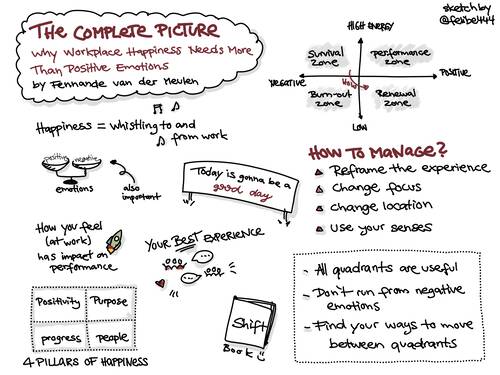 THE COMPLETE PICTURE
Why Workplace Happiness Needs More
Than Positive Emotions
by Fennande van der Meulen
sketch by
@felibe444
HIGH ENERGY
Survival
zone
Performance
zone
NEGATIVE
POSITIVE
How?
Burn-out
zone
Renewal
zone
LOW
Happiness = whistling to and
from work
positive
negative
emotions
also
important
Today is gonna be a
good day
HOW TO MANAGE?
Reframe the experience
Change focus
change location
Use your senses
How you feel
(at work)
has impact on
performance
YOUR BEST EXPERIENCE
Positivity
Purpose
progress
people
4 PILLARS OF HAPPINESS
Shift
Book
- All quadrants are useful
- Don't run from negative
emotions
- Find your ways to move
between quadrants